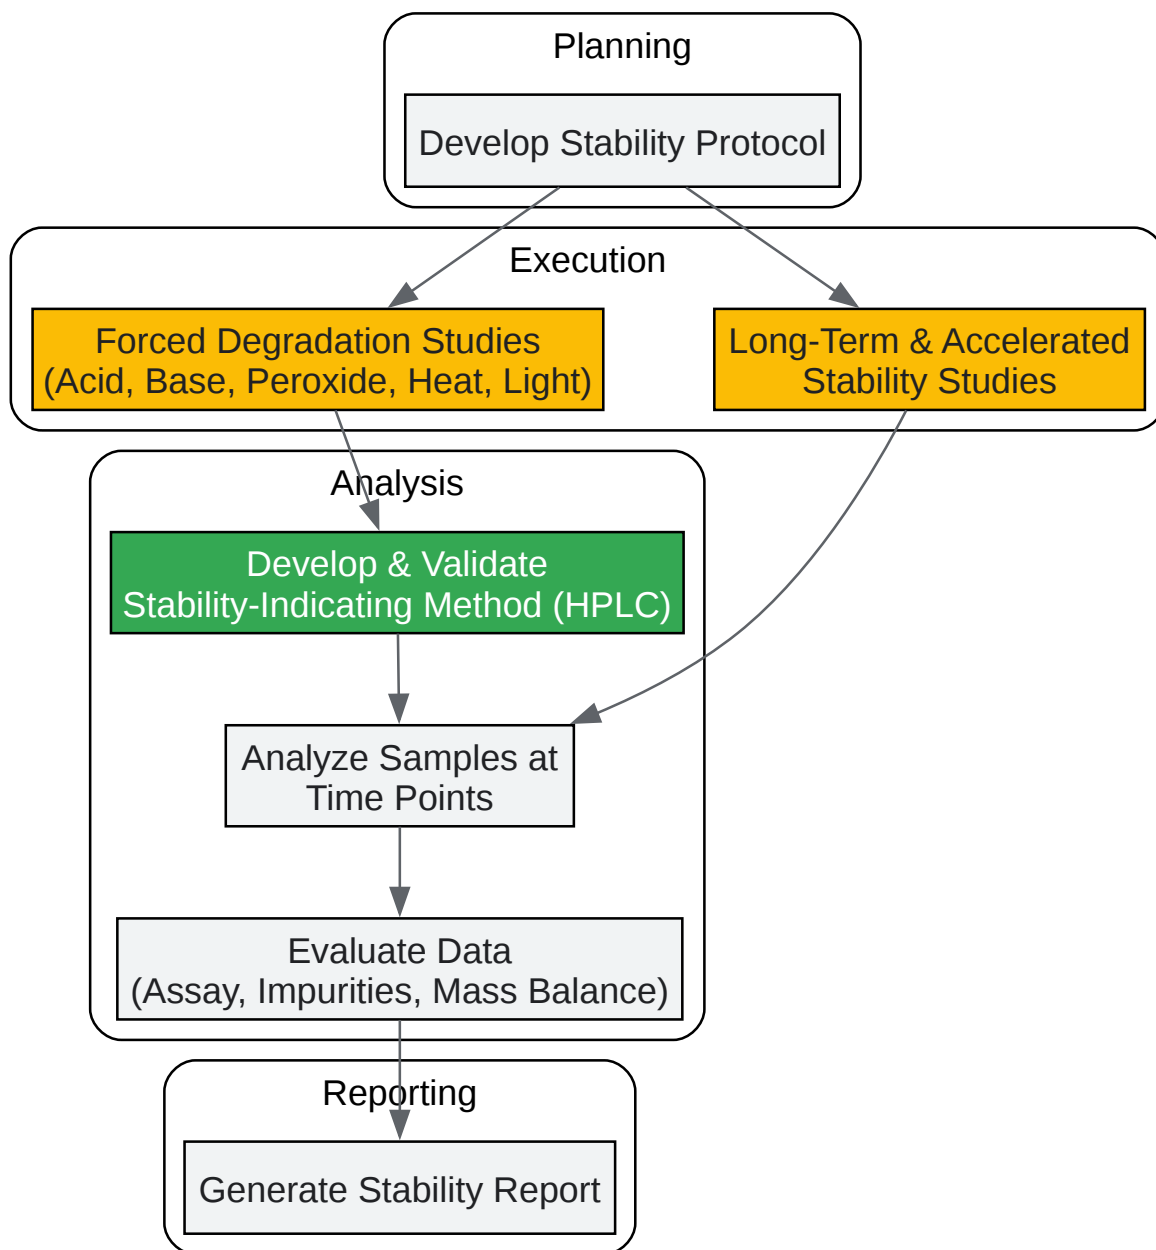 Planning
Develop Stability Protocol
Execution
Forced Degradation Studies
(Acid, Base, Peroxide, Heat, Light)
Long-Term & Accelerated
Stability Studies
Analysis
Develop & Validate
Stability-Indicating Method (HPLC)
Analyze Samples at
Time Points
Evaluate Data
(Assay, Impurities, Mass Balance)
Reporting
Generate Stability Report